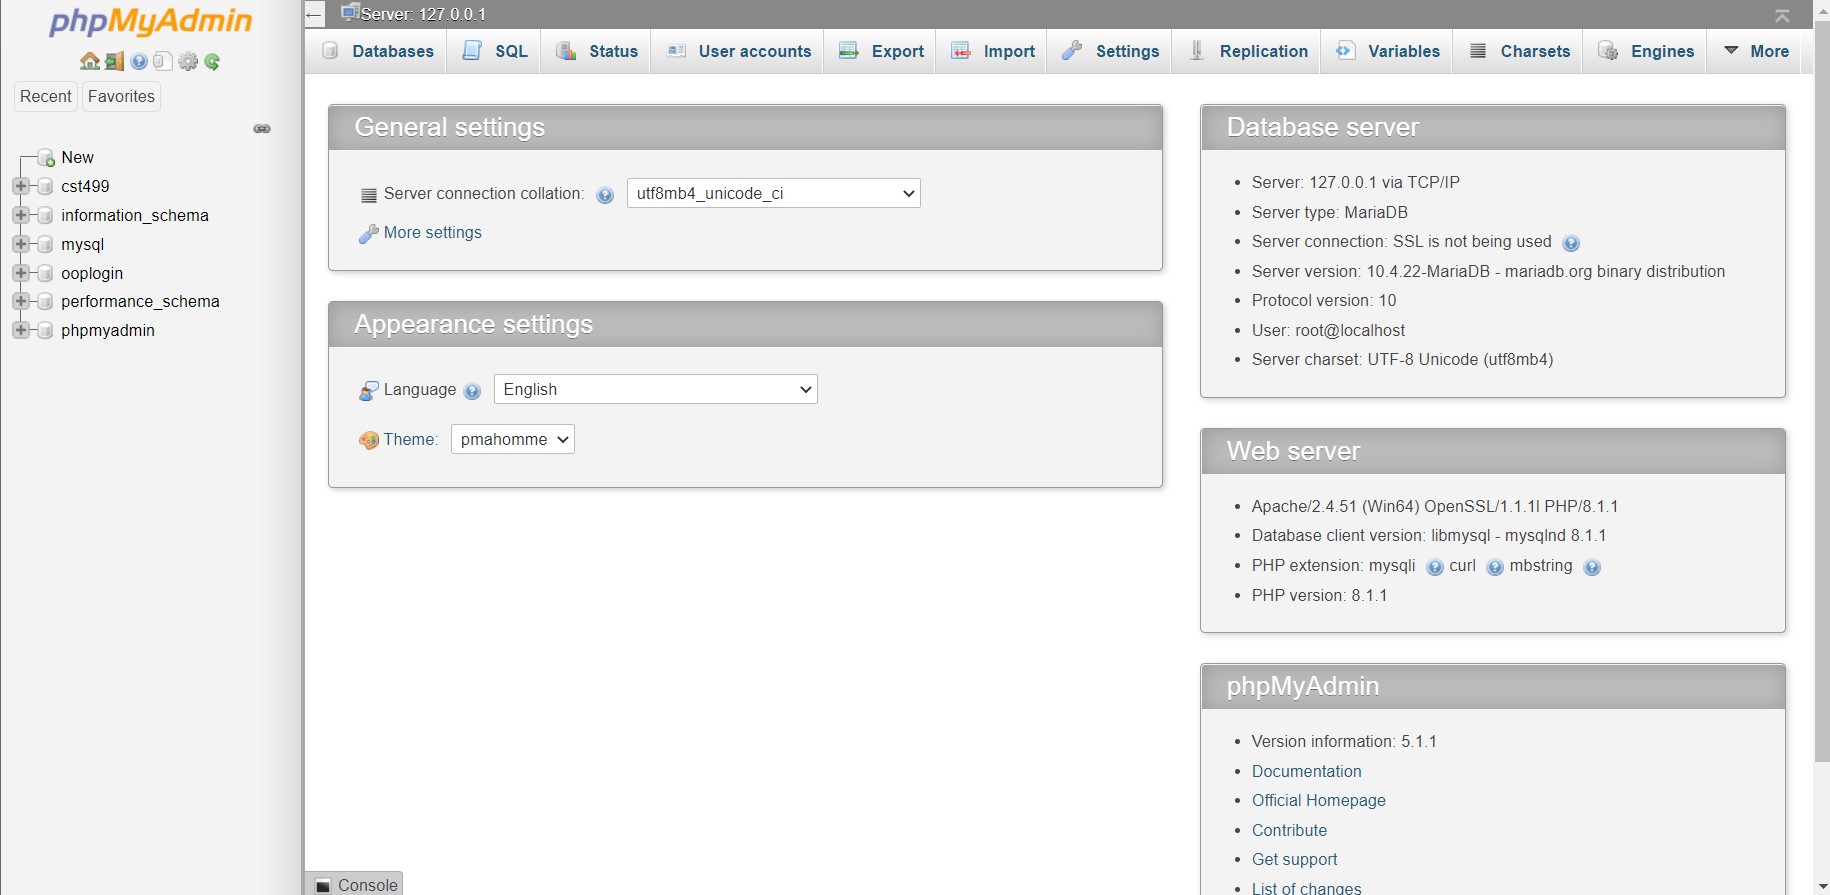 phpMyAdmin
Recent
Favorites
New
cst499
information_schema
mysql
ooplogin
performance_schema
phpmyadmin
Server: 127.0.0.1
Databases
SQL
Status
User accounts
Export
Import
Settings
Replication
Variables
Charsets
Engines
More
General settings
Server connection collation:
utf8mb4_unicode_ci
More settings
Appearance settings
Language
English
Theme:
pmahomme
Database server
Server: 127.0.0.1 via TCP/IP
Server type: MariaDB
Server connection: SSL is not being used
Server version: 10.4.22-MariaDB - mariadb.org binary distribution
Protocol version: 10
User: root@localhost
Server charset: UTF-8 Unicode (utf8mb4)
Web server
Apache/2.4.51 (Win64) OpenSSL/1.1.1l PHP/8.1.1
Database client version: libmysql - mysqlnd 8.1.1
PHP extension: mysqli curl mbstring
PHP version: 8.1.1
phpMyAdmin
Version information: 5.1.1
Documentation
Official Homepage
Contribute
Get support
List of changes
Console